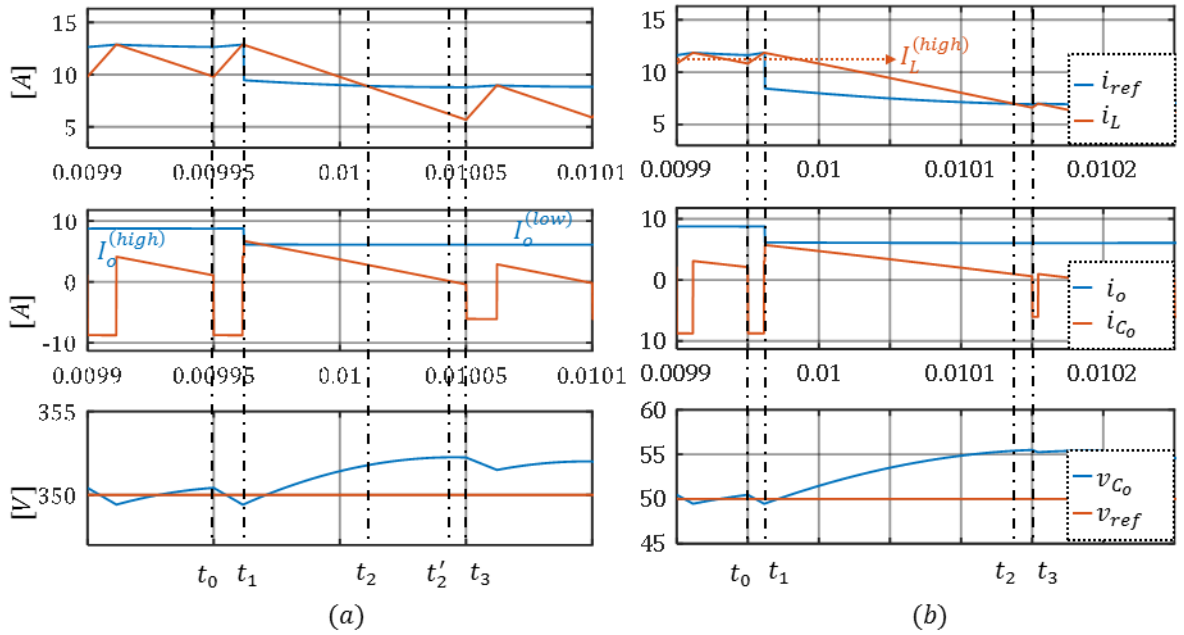 15
10
5
[A]
0.0099 0.00995 0.01 0.01005 0.0101
10
0
-10
[A]
I_o^(high)
I_o^(low)
0.0099 0.00995 0.01 0.01005 0.0101
355
350
[V]
t_0 t_1 t_2 t_2' t_3
(a)
15
10
5
I_L^(high)
i_ref
i_L
0.0099 0.01 0.0101 0.0102
10
0
10
i_o
i_Co
0.0099 0.01 0.0101 0.0102
60
55
50
45
v_Co
v_ref
t_0 t_1 t_2 t_3
(b)